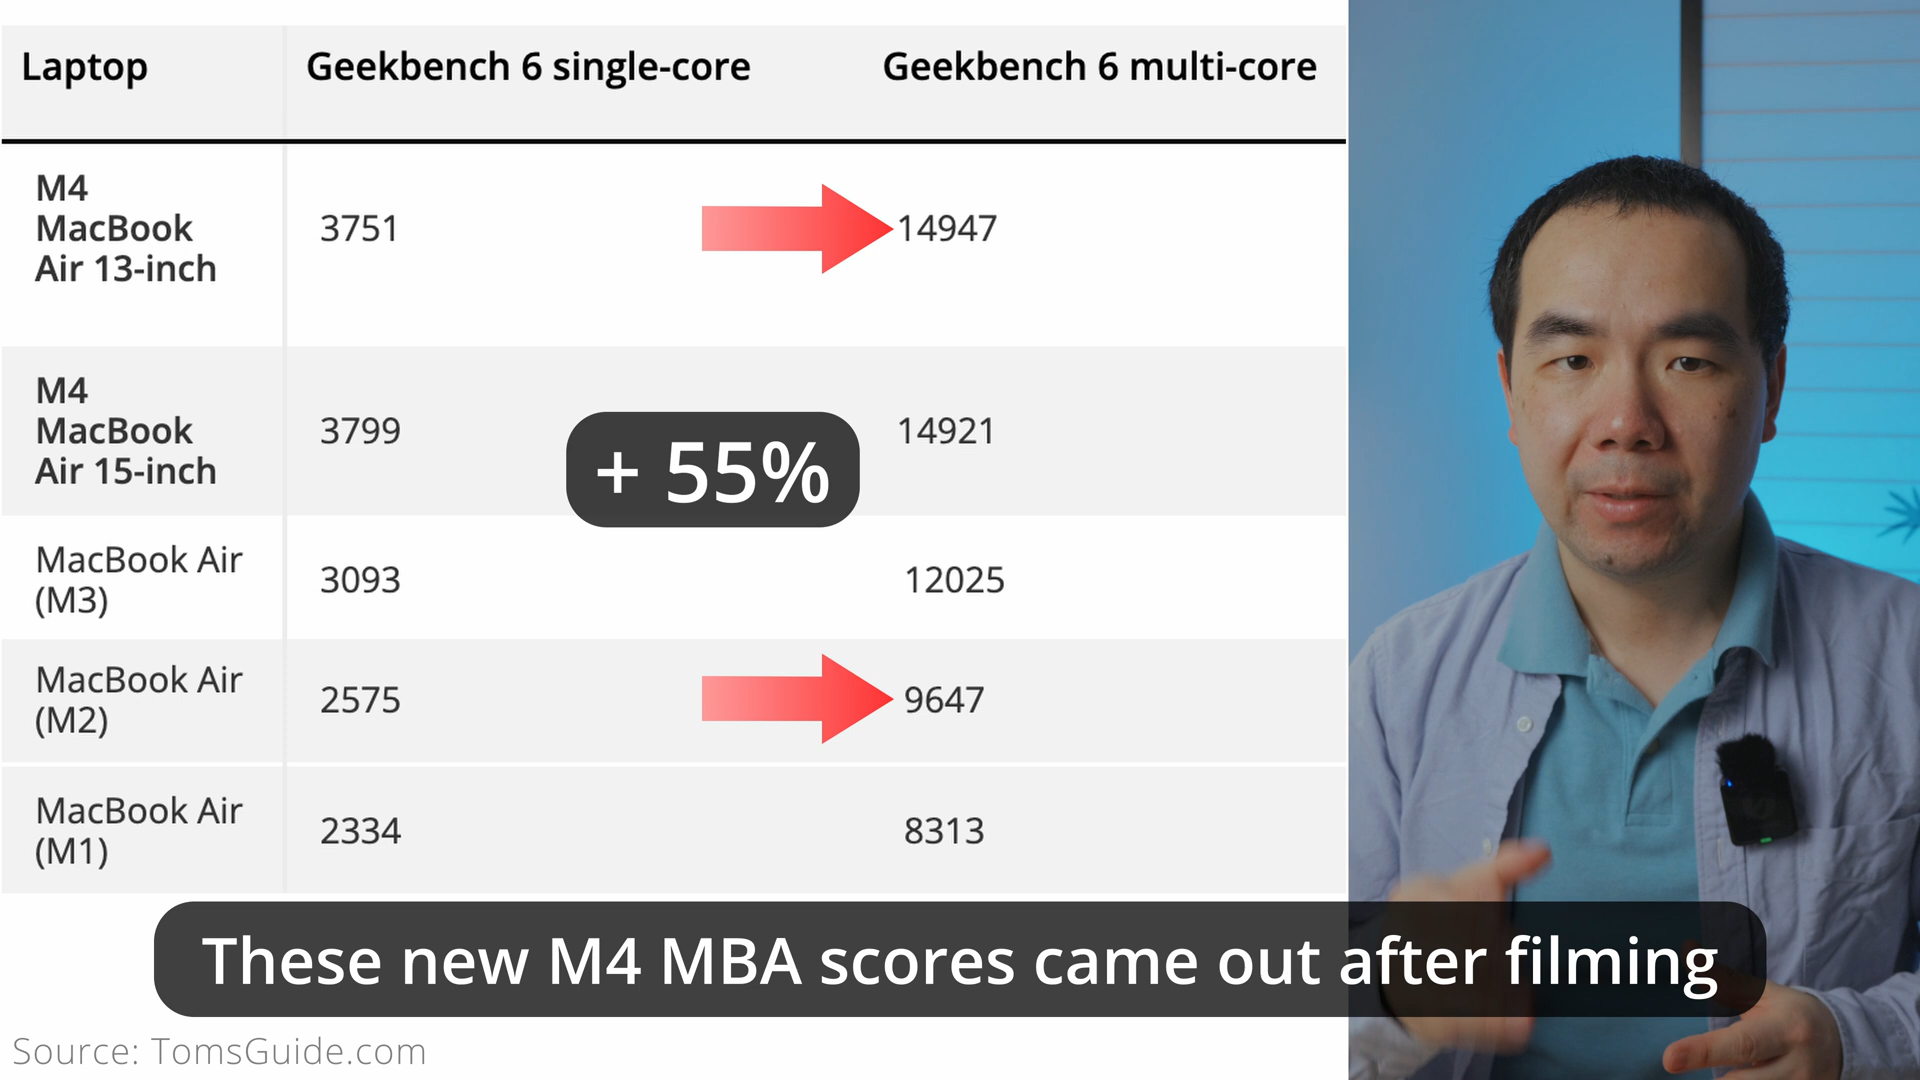 Laptop Geekbench 6 single-core Geekbench 6 multi-core
M4
MacBook
Air 13-inch
3751 14947
M4
MacBook
Air 15-inch
3799 14921
+ 55%
MacBook Air
(M3)
3093 12025
MacBook Air
(M2)
2575 9647
MacBook Air
(M1)
2334 8313
These new M4 MBA scores came out after filming
Source: TomsGuide.com